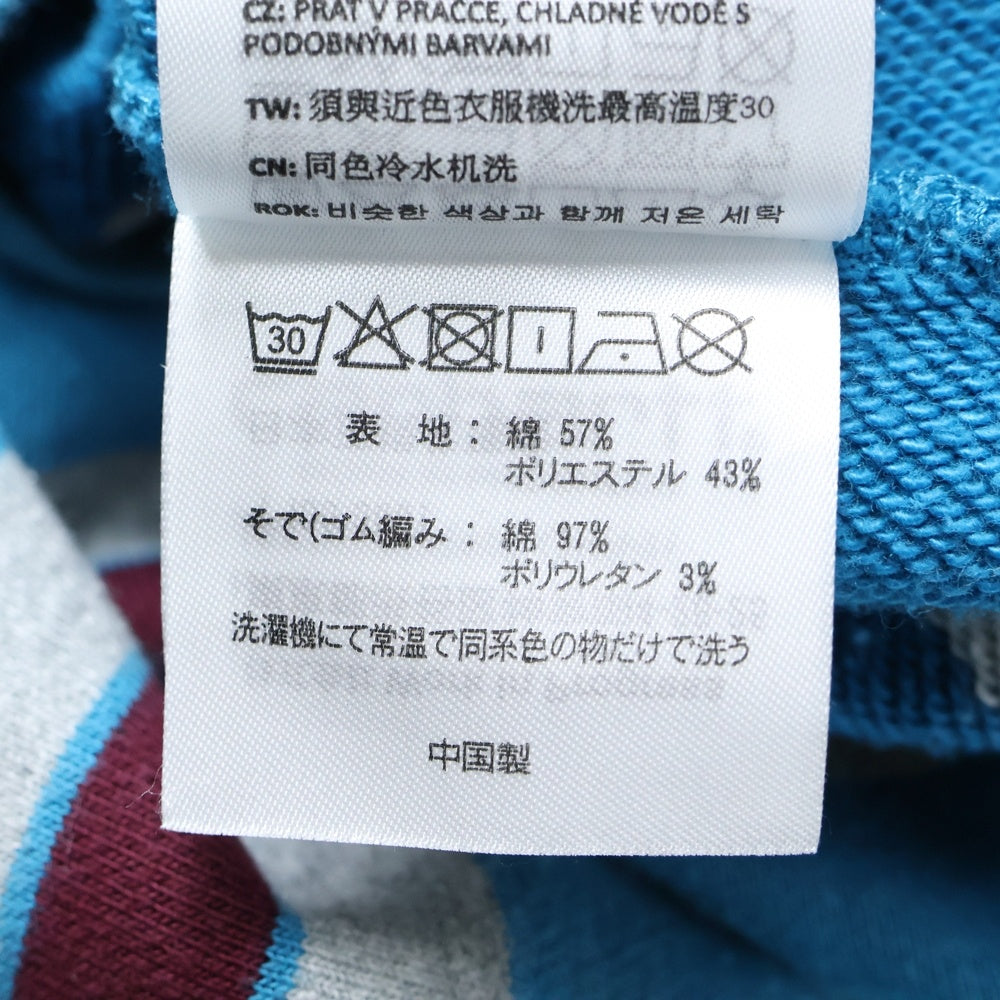 CZ: PRÁT V PRAČCE, CHLADNÉ VODĚ S
PODOBNÝMI BARVAMI
TW: 須與近色衣服機洗最高溫度30
CN: 同色冷水机洗
ROK: 비슷한 색상과 함께 저온 세탁
30
表 地 : 綿 57%
ポリエステル 43%
そで(ゴム編み : 綿 97%
ポリウレタン 3%
洗濯機にて常温で同系色の物だけで洗う
中国製